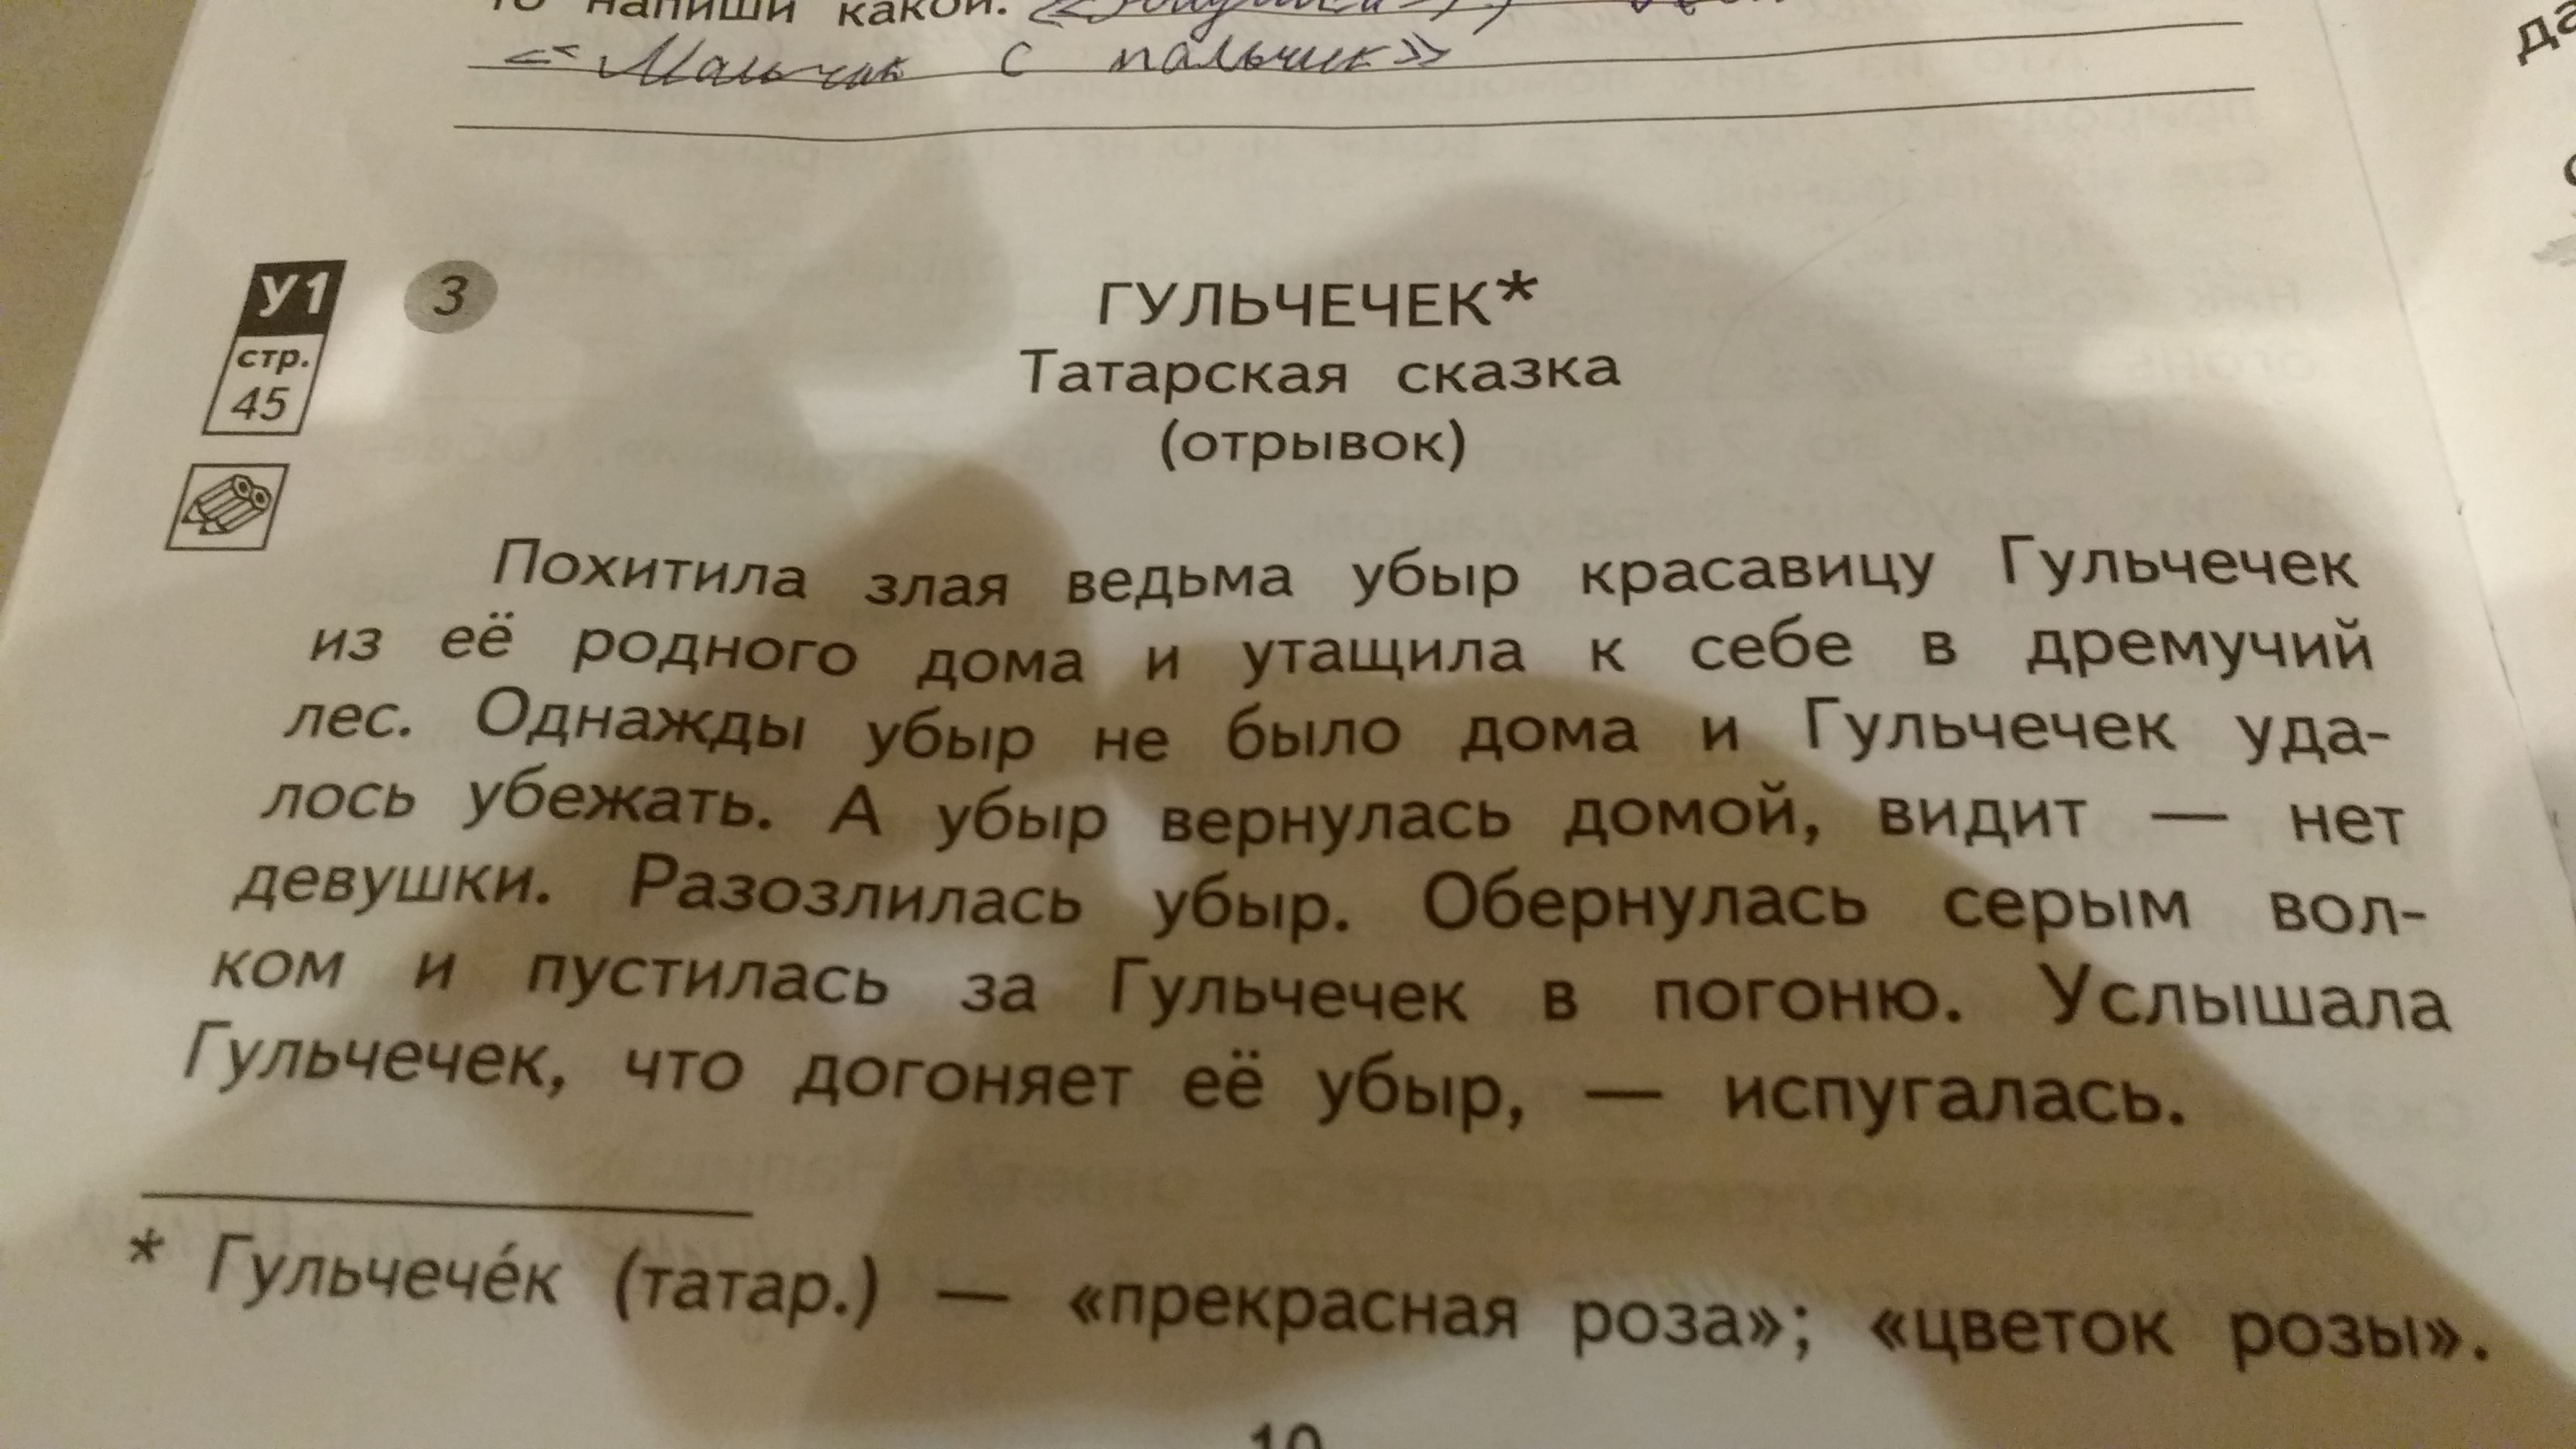 напиши какой.
«Мальчик с пальчик»
У1
стр.
45
3
ГУЛЬЧЕЧЕК*
Татарская сказка
(отрывок)
Похитила злая ведьма убыр красавицу Гульчечек
из её родного дома и утащила к себе в дремучий
лес. Однажды убыр не было дома и Гульчечек уда-
лось убежать. А убыр вернулась домой, видит — нет
девушки. Разозлилась убыр. Обернулась серым вол-
ком и пустилась за Гульчечек в погоню. Услышала
Гульчечек, что догоняет её убыр, — испугалась.
* Гульчече́к (татар.) — «прекрасная роза»; «цветок розы».
10